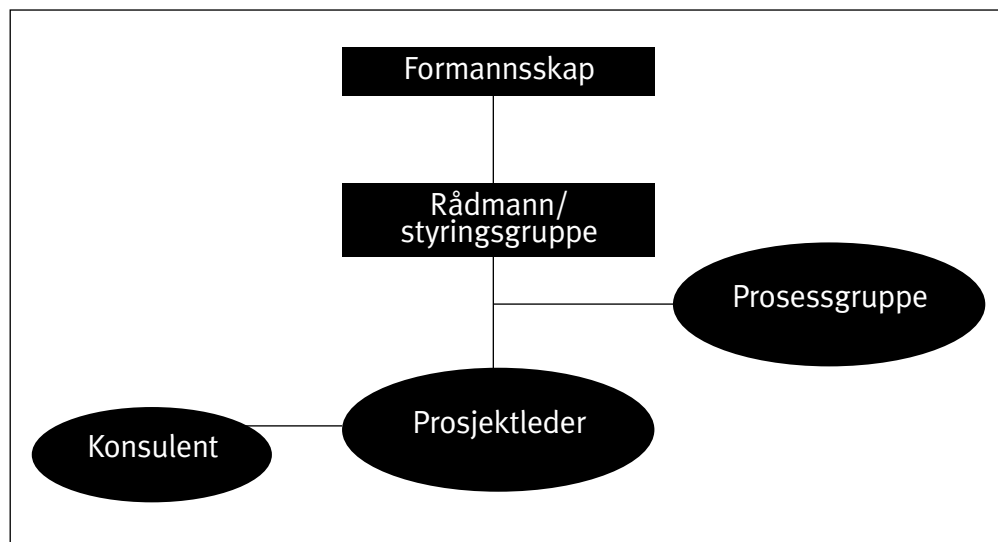 Formannsskap
Rådmann/
styringsgruppe
Prosessgruppe
Prosjektleder
Konsulent